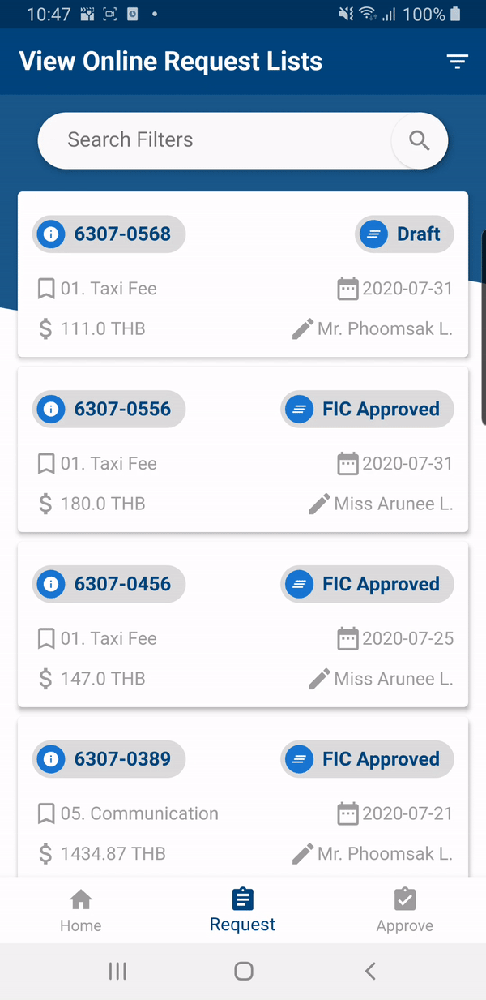 10:47 100%
View Online Request Lists
Search Filters
6307-0568 Draft
01. Taxi Fee 2020-07-31
$ 111.0 THB Mr. Phoomsak L.
6307-0556 FIC Approved
01. Taxi Fee 2020-07-31
$ 180.0 THB Miss Arunee L.
6307-0456 FIC Approved
01. Taxi Fee 2020-07-25
$ 147.0 THB Miss Arunee L.
6307-0389 FIC Approved
05. Communication 2020-07-21
$ 1434.87 THB Mr. Phoomsak L.
Home Request Approve